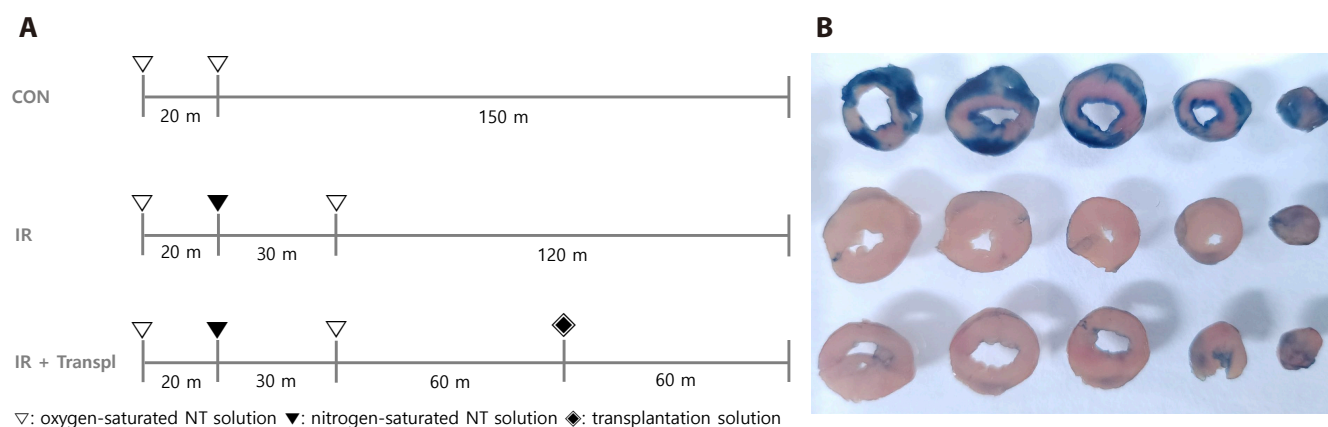 A
B
CON
20 m
150 m
IR
20 m
30 m
120 m
IR + Transpl
20 m
30 m
60 m
60 m
▽: oxygen-saturated NT solution ▼: nitrogen-saturated NT solution ◈: transplantation solution